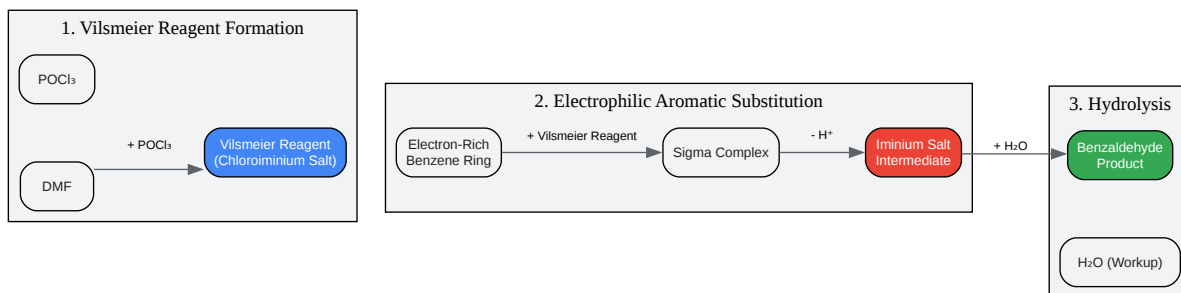 1. Vilsmeier Reagent Formation
POCl₃
+ POCl₃
Vilsmeier Reagent
(Chloroiminium Salt)
DMF
2. Electrophilic Aromatic Substitution
Electron-Rich
Benzene Ring
+ Vilsmeier Reagent
Sigma Complex
- H⁺
Iminium Salt
Intermediate
+ H₂O
3. Hydrolysis
Benzaldehyde
Product
H₂O (Workup)